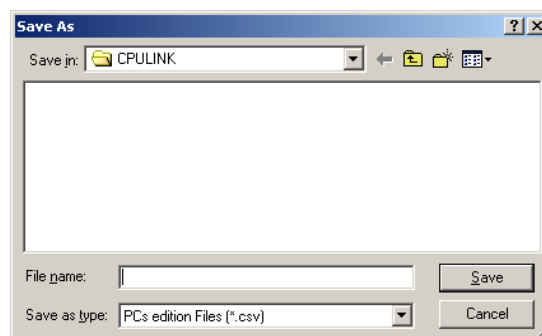 Save As
Save in: CPULINK
File name:
Save
Save as type: PCs edition Files (*.csv)
Cancel